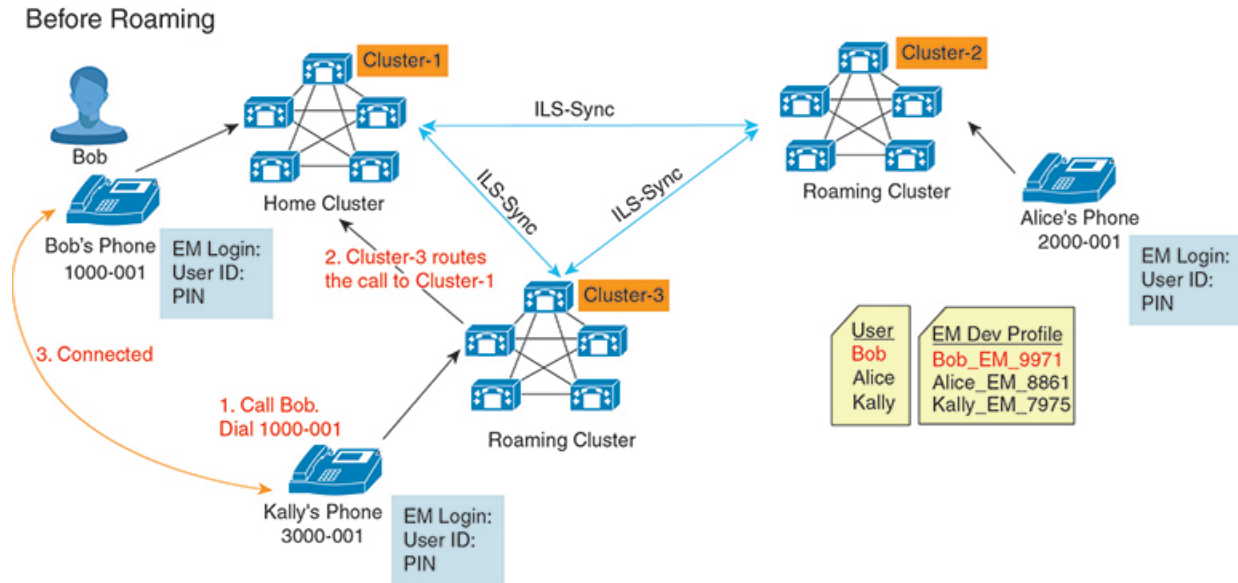 Before Roaming
Cluster-1
Cluster-2
Bob
ILS-Sync
Home Cluster
Roaming Cluster
ILS-Sync
ILS-Sync
Bob's Phone
1000-001
EM Login:
User ID:
PIN
Alice's Phone
2000-001
EM Login:
User ID:
PIN
2. Cluster-3 routes
the call to Cluster-1
Cluster-3
3. Connected
1. Call Bob.
Dial 1000-001
Roaming Cluster
User
Bob
Alice
Kally
EM Dev Profile
Bob_EM_9971
Alice_EM_8861
Kally_EM_7975
Kally's Phone
3000-001
EM Login:
User ID:
PIN